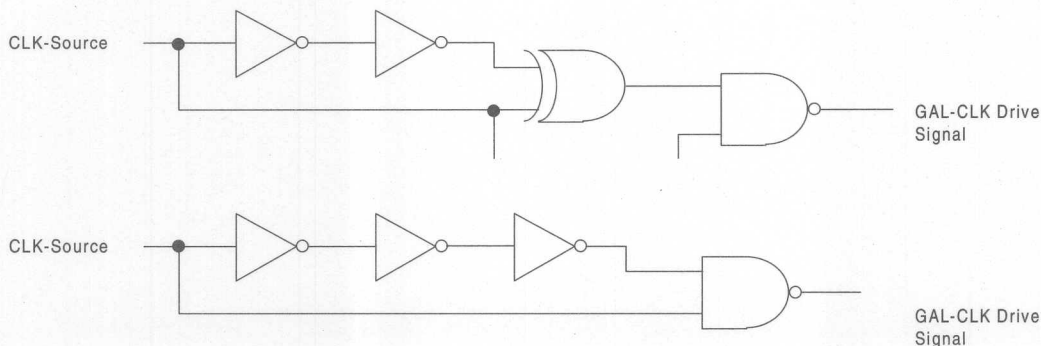 CLK-Source
GAL-CLK Drive
Signal
CLK-Source
GAL-CLK Drive
Signal